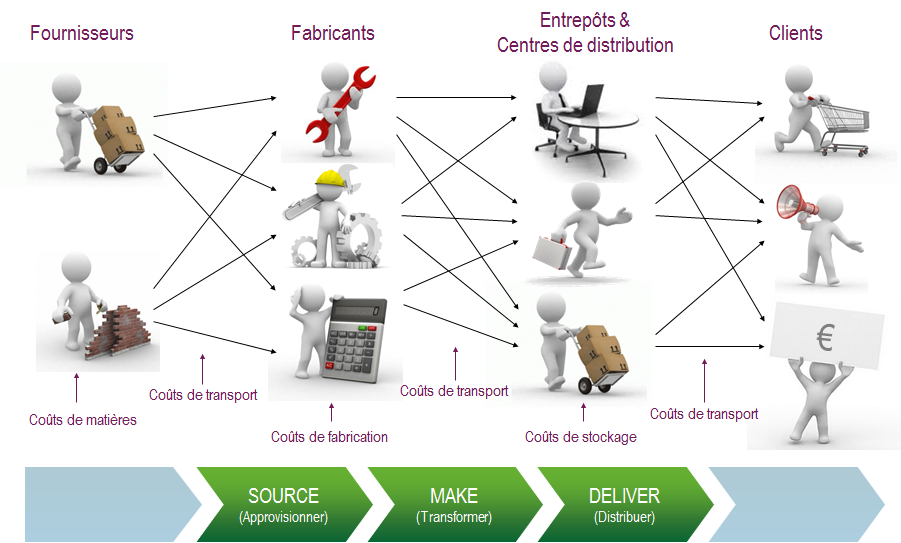 Fournisseurs
Fabricants
Entrepôts &
Centres de distribution
Clients
0
€
Coûts de matières
Coûts de transport
Coûts de fabrication
Coûts de transport
Coûts de stockage
Coûts de transport
SOURCE
(Approvisionner)
MAKE
(Transformer)
DELIVER
(Distribuer)